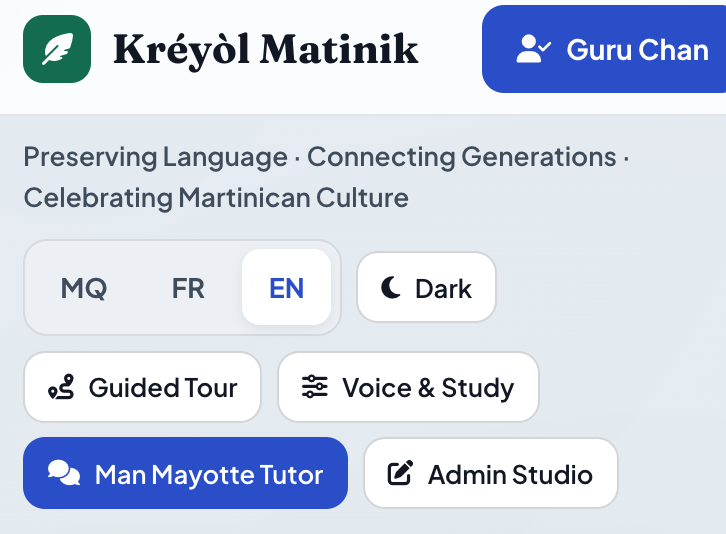 Kréyòl Matinik
Guru Chan
Preserving Language · Connecting Generations ·
Celebrating Martinican Culture
MQ FR EN Dark
Guided Tour Voice & Study
Man Mayotte Tutor Admin Studio